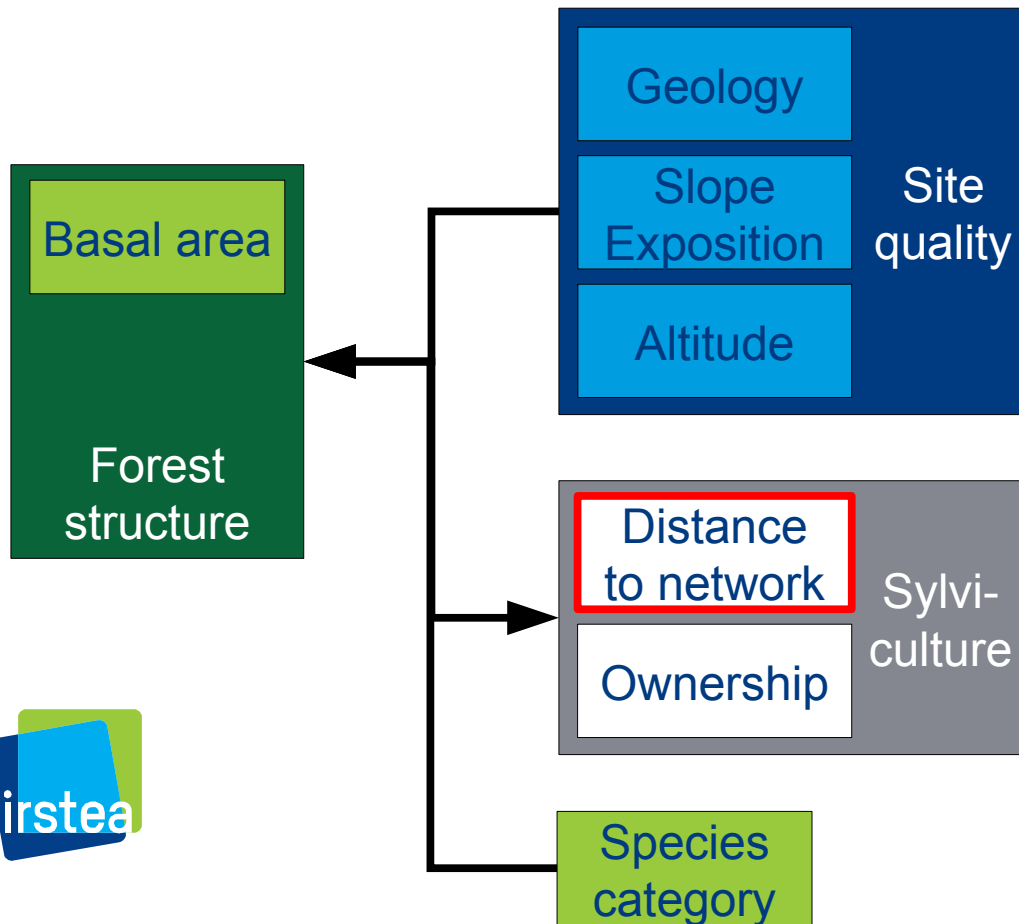 Geology
Slope
Exposition
Altitude
Site
quality
Basal area
Forest
structure
Distance
to network
Ownership
Sylvi-
culture
irstea
Species
category